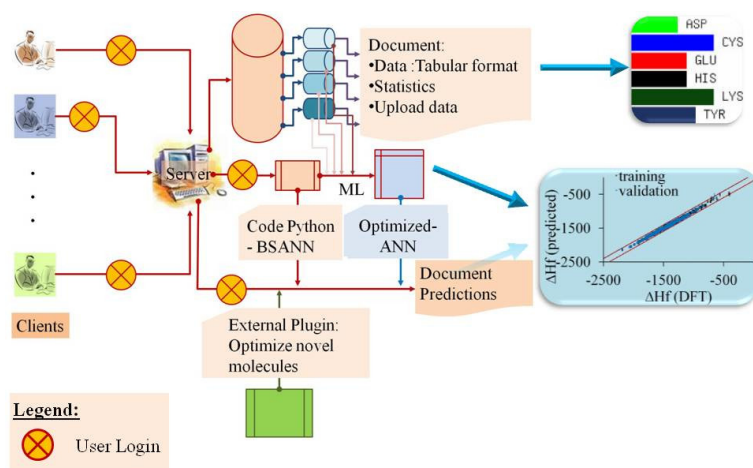 Document:
•Data :Tabular format
•Statistics
•Upload data
ASP
CYS
GLU
HIS
LYS
TYR
Server
ML
Code Python
- BSANN
Optimized-
ANN
Document
Predictions
External Plugin:
Optimize novel
molecules
Clients
training
validation
-500
-1500
-2500
ΔHf (predicted)
-2500 -1500 -500
ΔHf (DFT)
Legend:
User Login